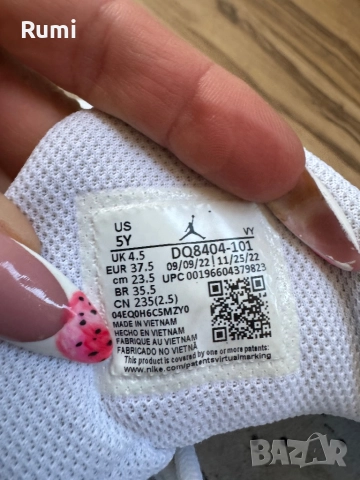 Rumi
US
5Y VY
UK 4.5 DQ8404-101
EUR 37.5 09/09/22 11/25/22
cm 23.5 UPC 00196604379823
BR 35.5
CN 235(2.5)
04EQ0H6C5MZY0
MADE IN VIETNAM
HECHO EN VIETNAM
FABRIQUE AU VIETNAM
FABRICADO NO VIETNAM
This product is covered by one or more patents:
www.nike.com/patentsvirtualmarking
BAZAR
bg